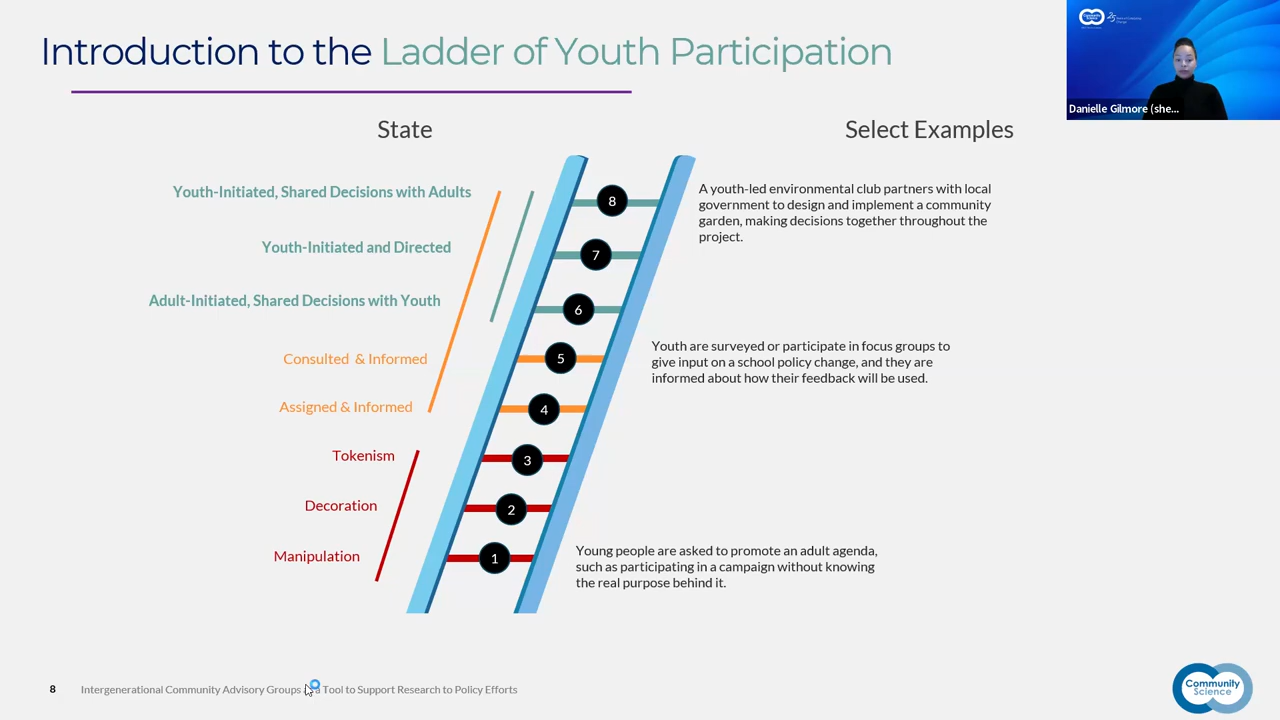 Introduction to the Ladder of Youth Participation
Community
Science
25
Danielle Gilmore (she...
State
Select Examples
Youth-Initiated, Shared Decisions with Adults
8
A youth-led environmental club partners with local
government to design and implement a community
garden, making decisions together throughout the
project.
Youth-Initiated and Directed
7
Adult-Initiated, Shared Decisions with Youth
6
Consulted & Informed
5
Youth are surveyed or participate in focus groups to
give input on a school policy change, and they are
informed about how their feedback will be used.
Assigned & Informed
4
Tokenism
3
Decoration
2
Manipulation
1
Young people are asked to promote an adult agenda,
such as participating in a campaign without knowing
the real purpose behind it.
8
Intergenerational Community Advisory Groups a Tool to Support Research to Policy Efforts
Community
Science